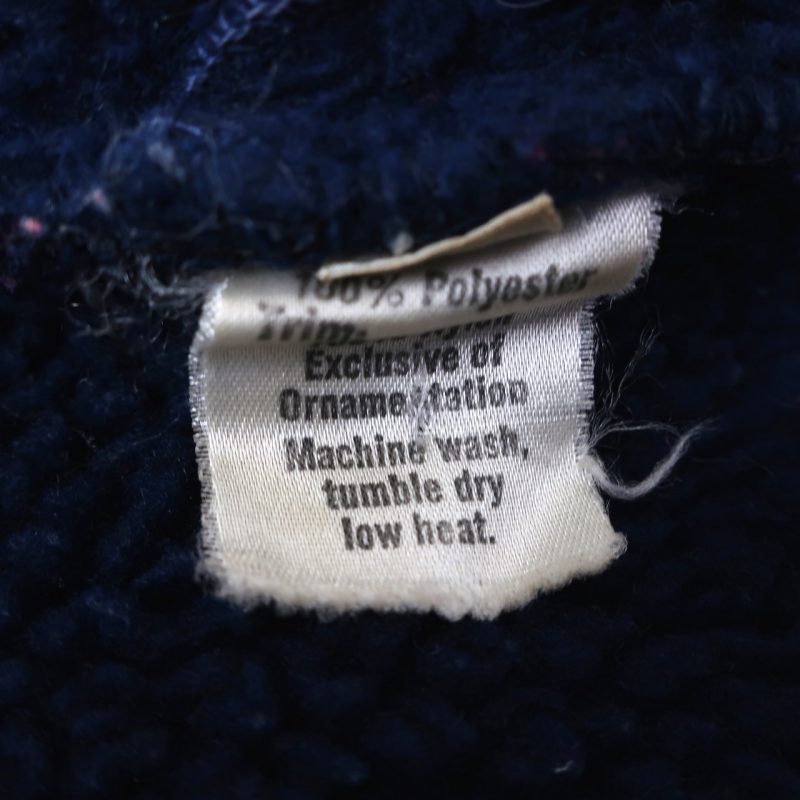 100% Polyester
Trim:
Exclusive of
Ornamentation
Machine wash,
tumble dry
low heat.